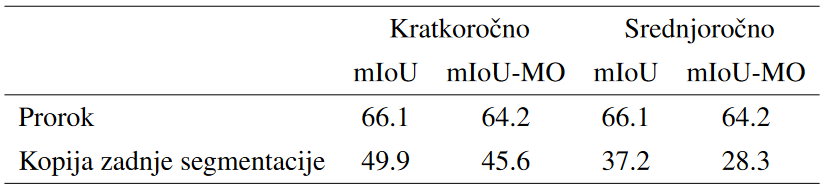 Kratkoročno Srednjoročno
mIoU mIoU-MO mIoU mIoU-MO
Prorok 66.1 64.2 66.1 64.2
Kopija zadnje segmentacije 49.9 45.6 37.2 28.3